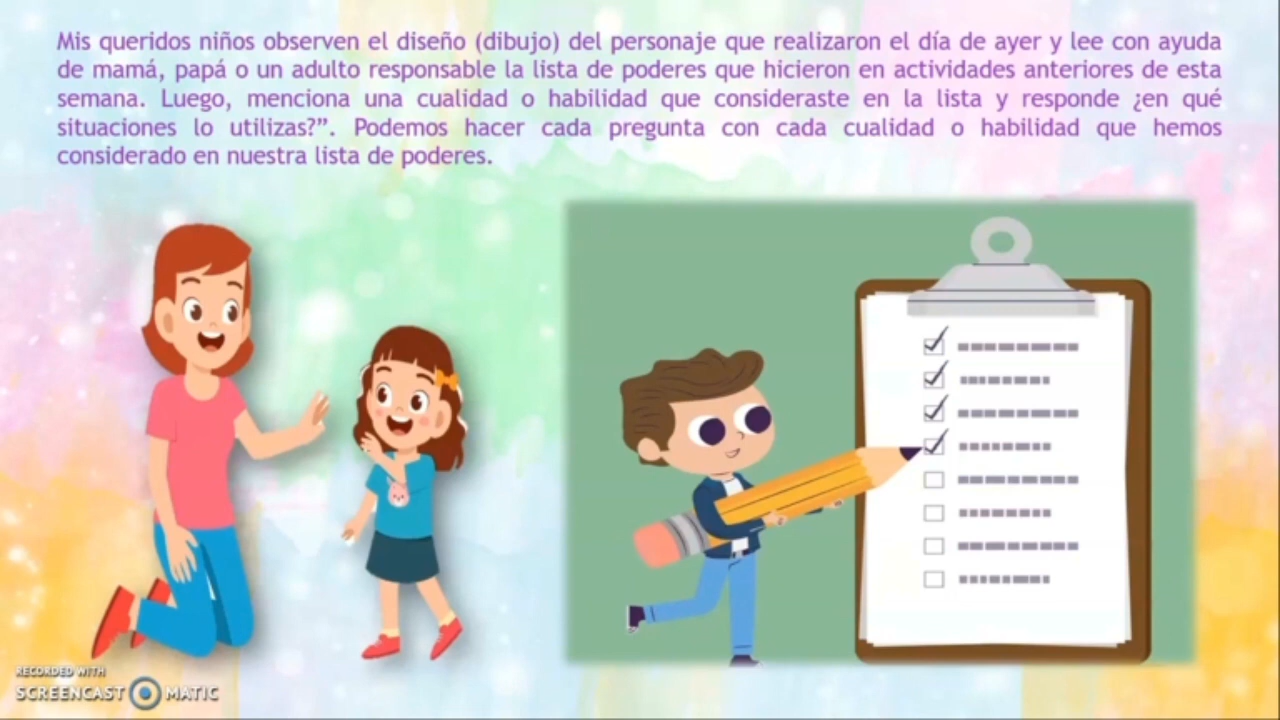 Mis queridos niños observen el diseño (dibujo) del personaje que realizaron el día de ayer y lee con ayuda
de mamá, papá o un adulto responsable la lista de poderes que hicieron en actividades anteriores de esta
semana. Luego, menciona una cualidad o habilidad que consideraste en la lista y responde ¿en qué
situaciones lo utilizas?”. Podemos hacer cada pregunta con cada cualidad o habilidad que hemos
considerado en nuestra lista de poderes.
RECORDED WITH
SCREENCAST MATIC